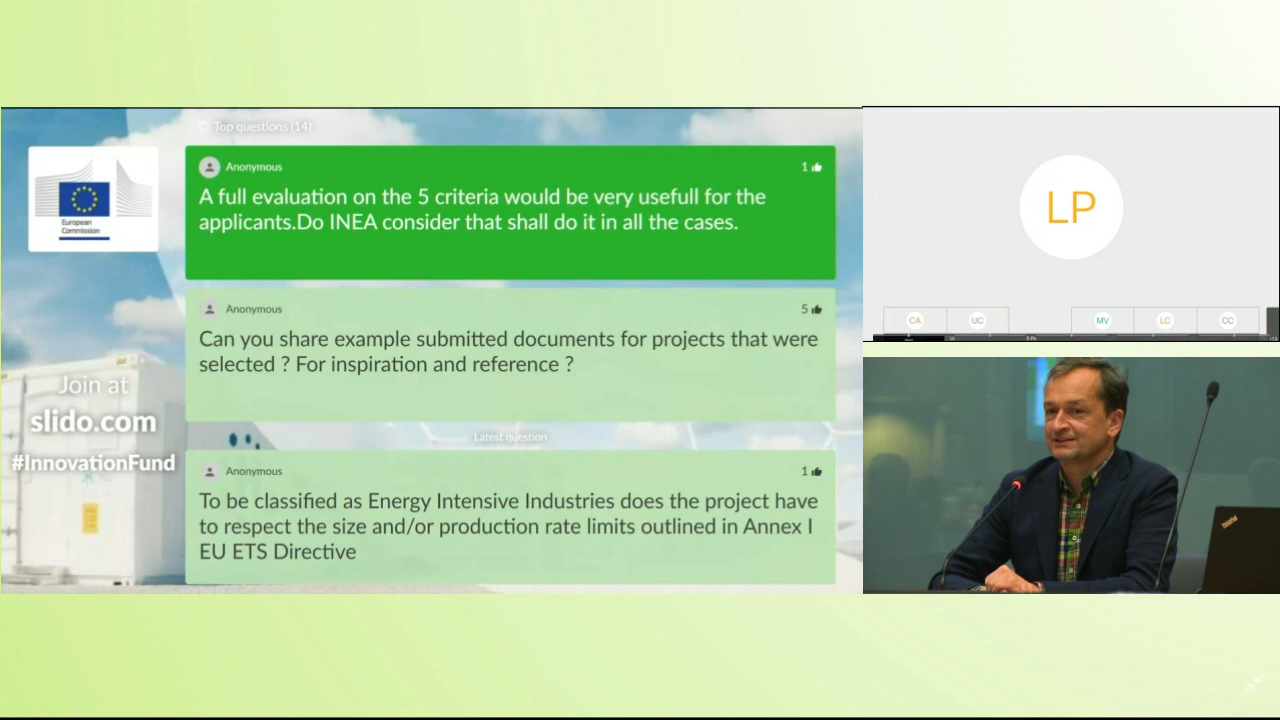 Top questions (14)
Anonymous
1
A full evaluation on the 5 criteria would be very usefull for the
applicants.Do INEA consider that shall do it in all the cases.
European
Commission
Anonymous
5
Can you share example submitted documents for projects that were
selected ? For inspiration and reference ?
Join at
slido.com
#InnovationFund
Latest question
Anonymous
1
To be classified as Energy Intensive Industries does the project have
to respect the size and/or production rate limits outlined in Annex I
EU ETS Directive
LP
CA
UC
MV
LC
CC
ThinkPad